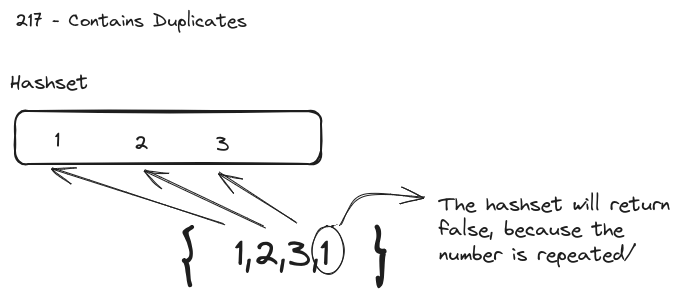 217 - Contains Duplicates
Hashset
1 2 3
{ 1,2,3,1 }
The hashset will return
false, because the
number is repeated/